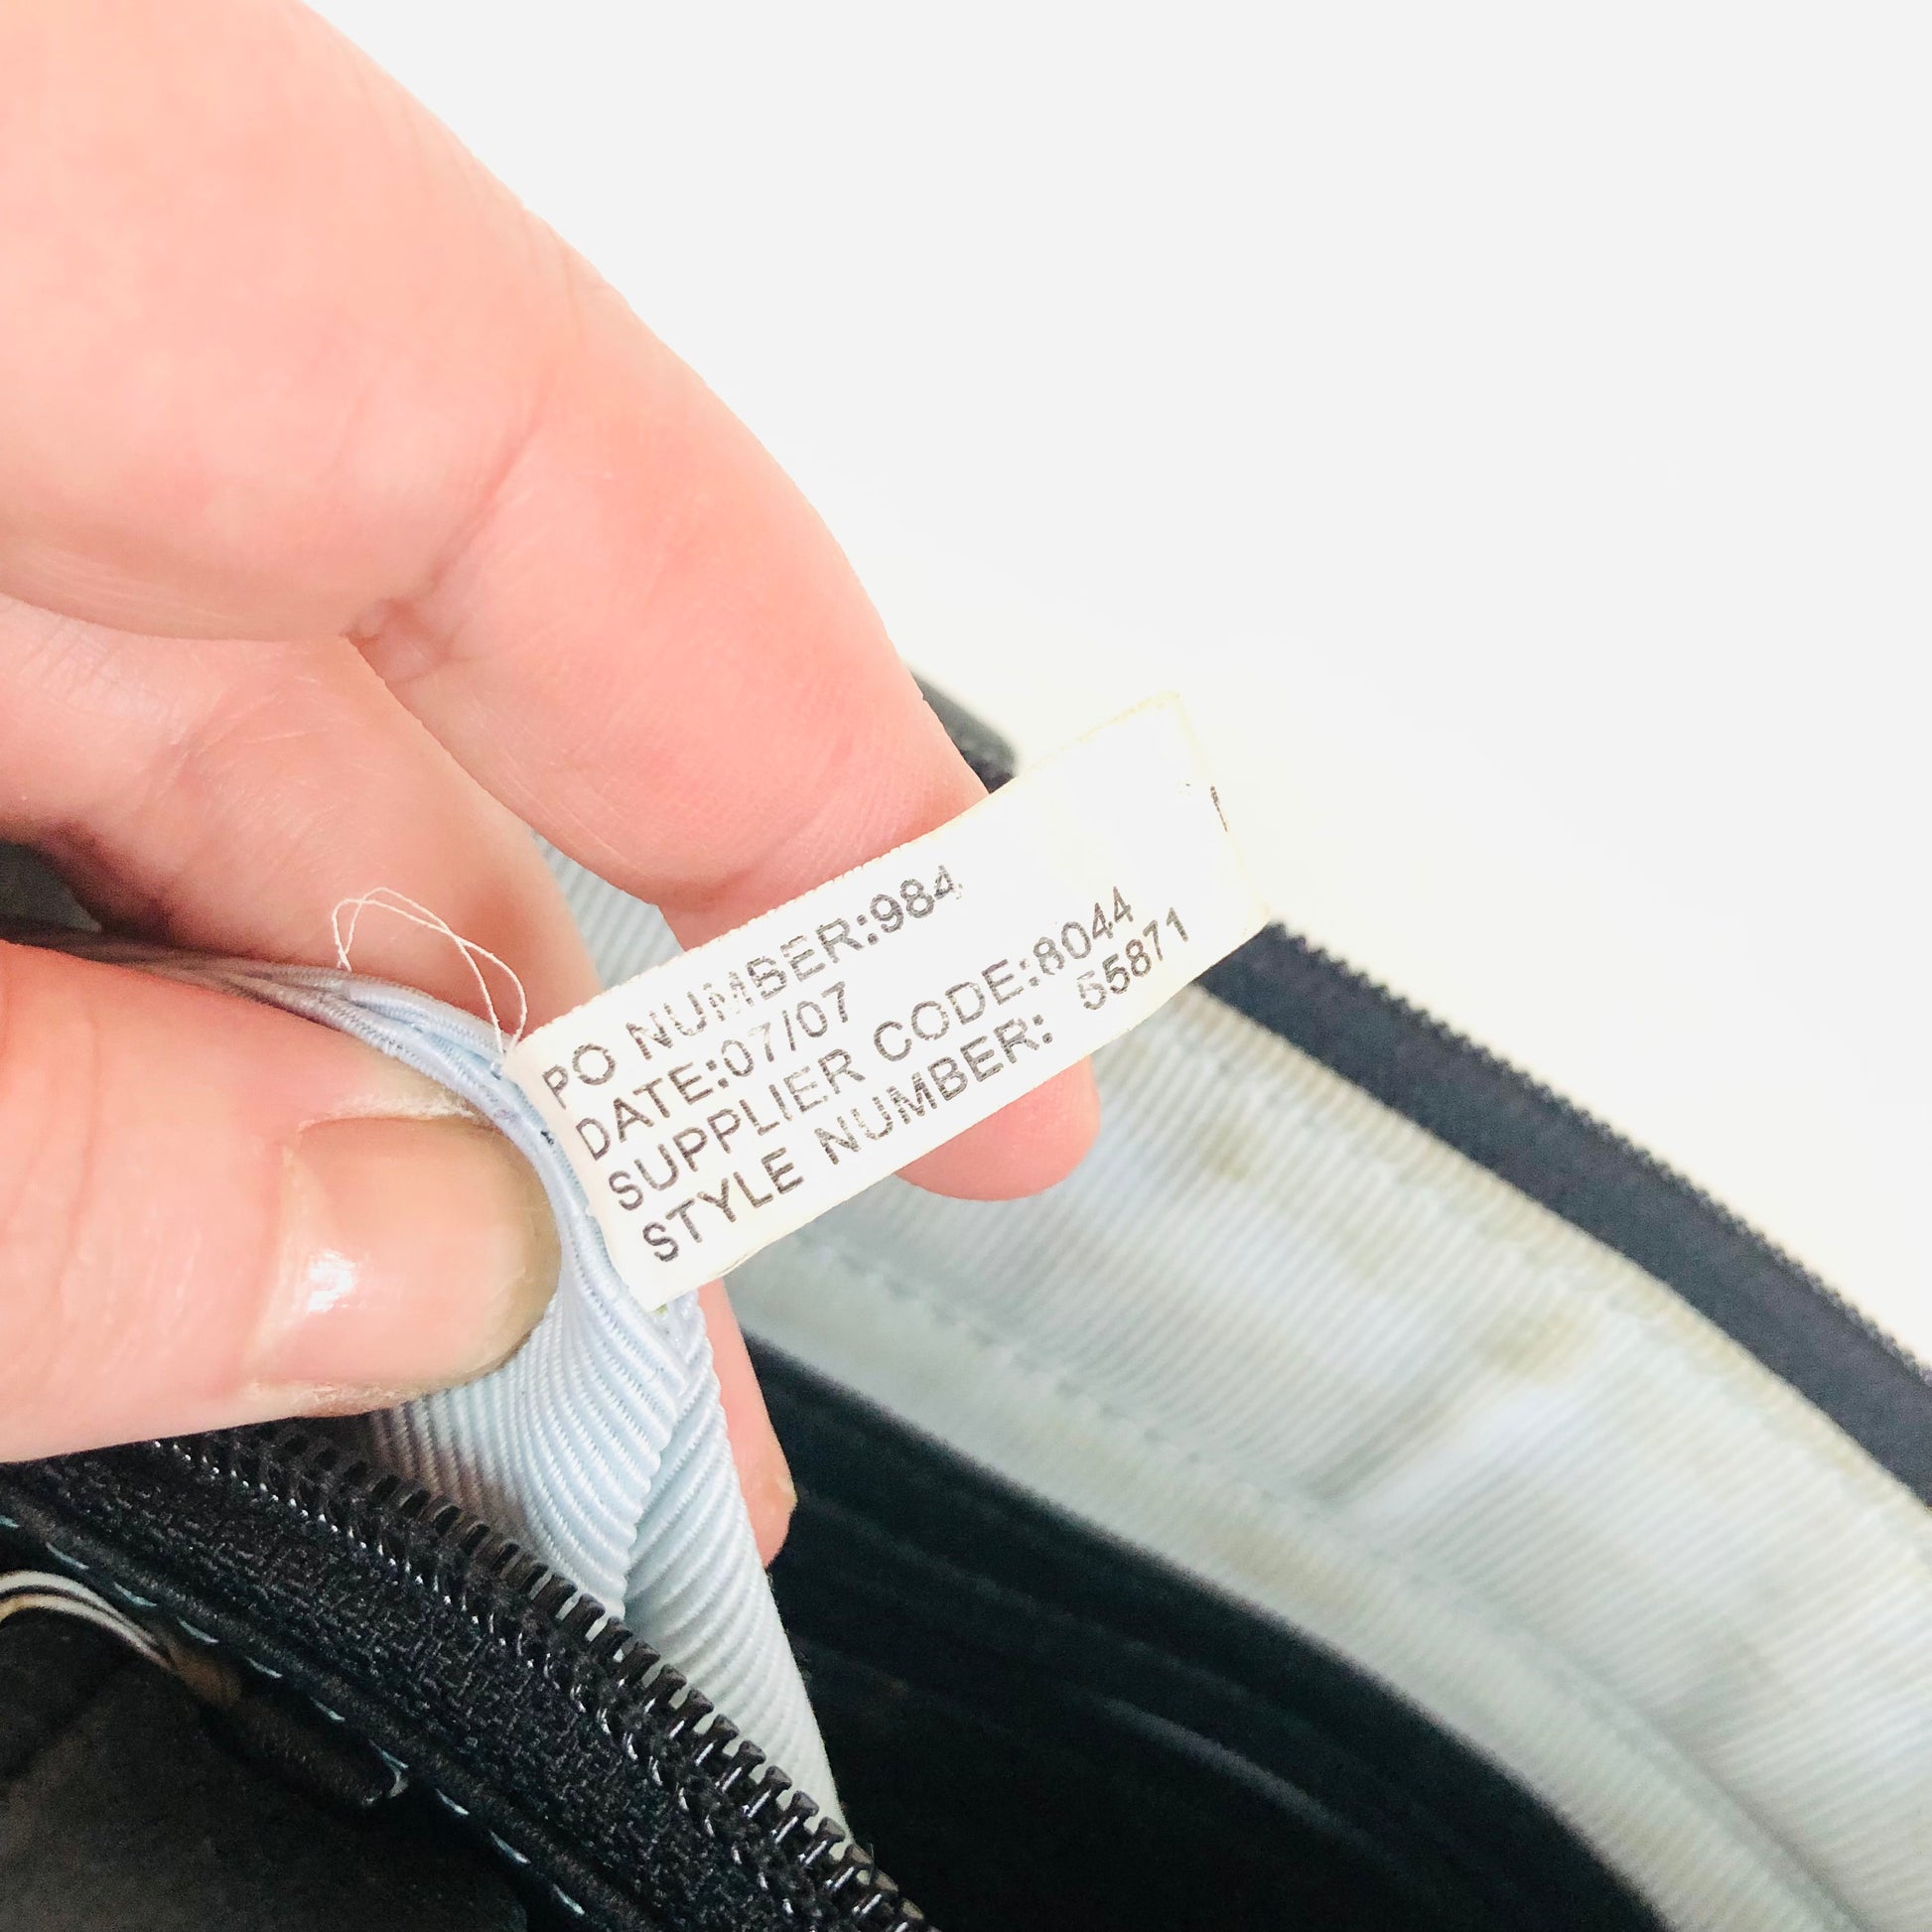 PO NUMBER:984
DATE:07/07
SUPPLIER CODE:8044
STYLE NUMBER: 55871